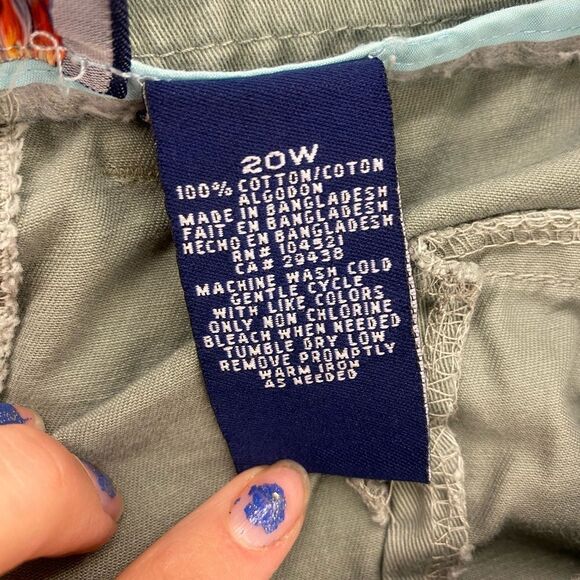 20W
100% COTTON/COTON
ALGODON
MADE IN BANGLADESH
FAIT EN BANGLADESH
HECHO EN BANGLADESH
RN# 104521
CA# 29438
MACHINE WASH COLD
GENTLE CYCLE
WITH LIKE COLORS
ONLY NON CHLORINE
BLEACH WHEN NEEDED
TUMBLE DRY LOW
REMOVE PROMPTLY
WARM IRON
AS NEEDED